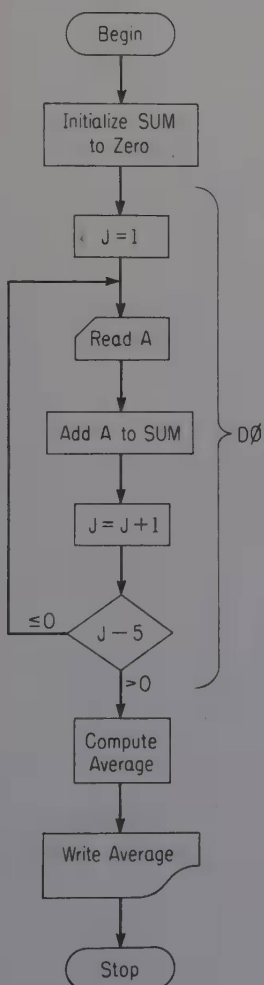 Begin
Initialize SUM
to Zero
J = 1
Read A
Add A to SUM
DØ
J = J + 1
J − 5
≤0
>0
Compute
Average
Write Average
Stop